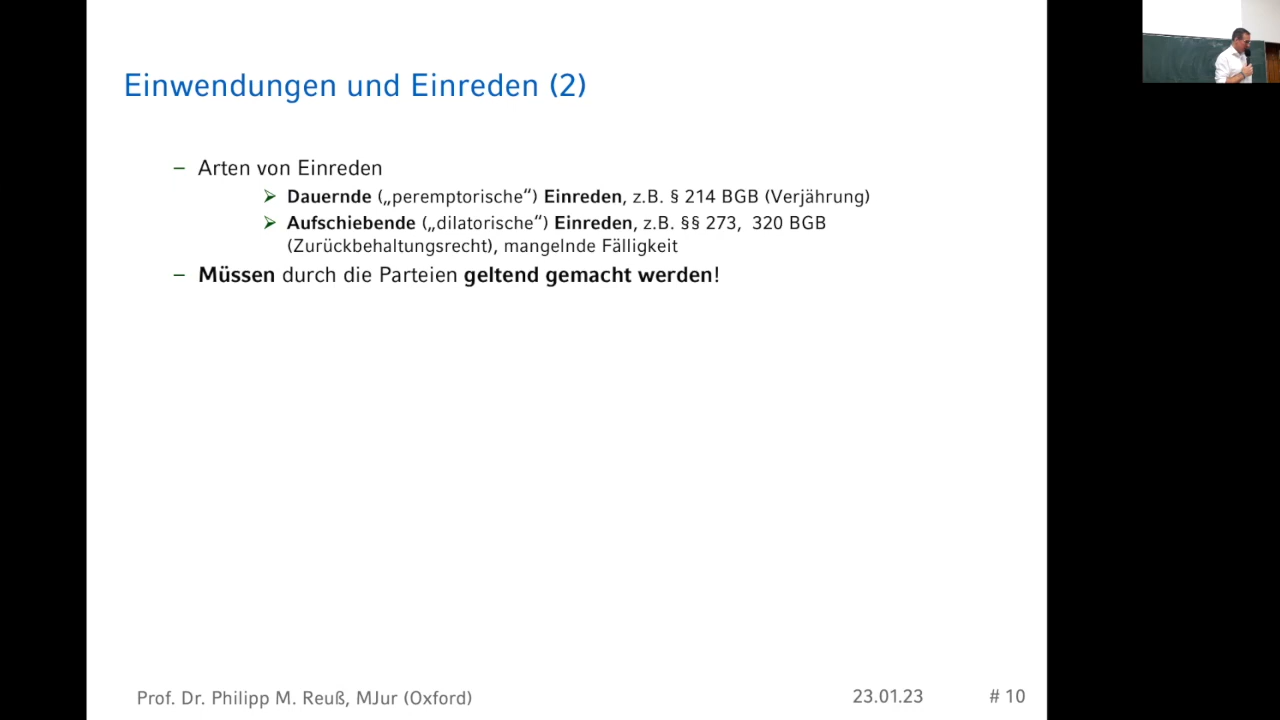 Einwendungen und Einreden (2)
– Arten von Einreden
➢ Dauernde („peremptorische“) Einreden, z.B. § 214 BGB (Verjährung)
➢ Aufschiebende („dilatorische“) Einreden, z.B. §§ 273, 320 BGB
(Zurückbehaltungsrecht), mangelnde Fälligkeit
– Müssen durch die Parteien geltend gemacht werden!
Prof. Dr. Philipp M. Reuß, MJur (Oxford)
23.01.23
# 10